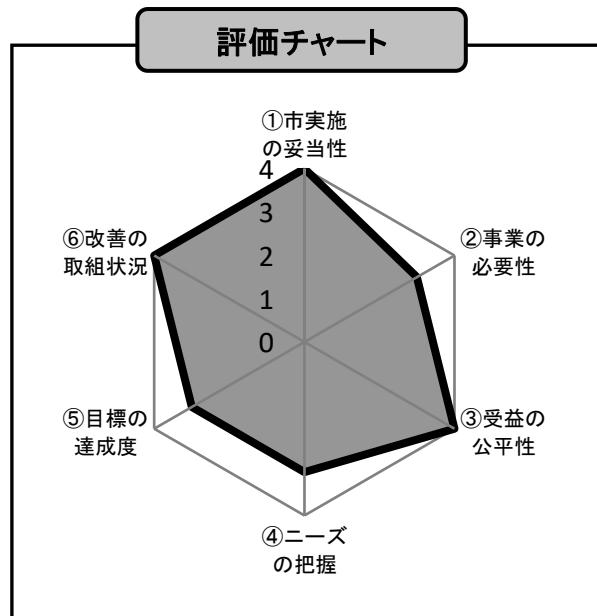 評価チャート
①市実施
の妥当性
4
3
2
1
0
②事業の
必要性
③受益の
公平性
④ニーズ
の把握
⑤目標の
達成度
⑥改善の
取組状況